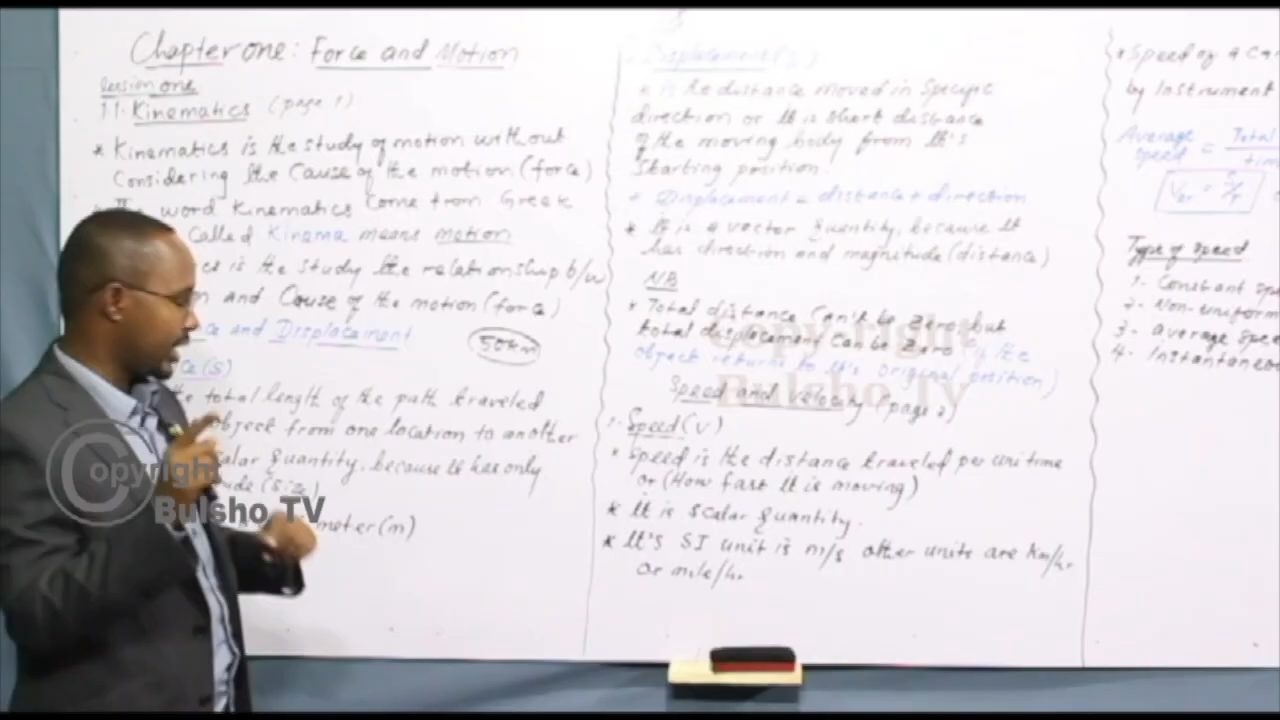 Chapter one: Force and Motion
Session one
1.1. Kinematics (page 1)
* Kinematics is the study of motion without
Considering the Cause of the motion (force)
word Kinematics Come from Greek
Called Kinema means motion
is the study the relationship b/w
and Cause of the motion (force)
and Displacement
50km
(s)
total length of the path traveled
object from one location to another
quantity, because it has only
(size)
meter (m)
Displacement (s)
* is the distance moved in Specific
direction or It is short distance
of the moving body from It's
Starting position.
* Displacement = distance + direction
* It is a vector quantity, because it
has direction and magnitude (distance)
NB
* Total distance Can't be zero but
total displacement can be zero (if the
object returns to It's original position)
Speed and velocity (page 2)
1- Speed (v)
* Speed is the distance traveled per unit time
or (How fast it is moving)
* It is scalar quantity.
* It's SI unit is m/s other units are km/hr
or mile/hr
* Speed of a
by Instrument
Average speed = Total
Type of Speed
1- Constant
2- Non-uniform
3- Average
4-
Copyright
Bulsho TV
Copy right
Bulsho Tv